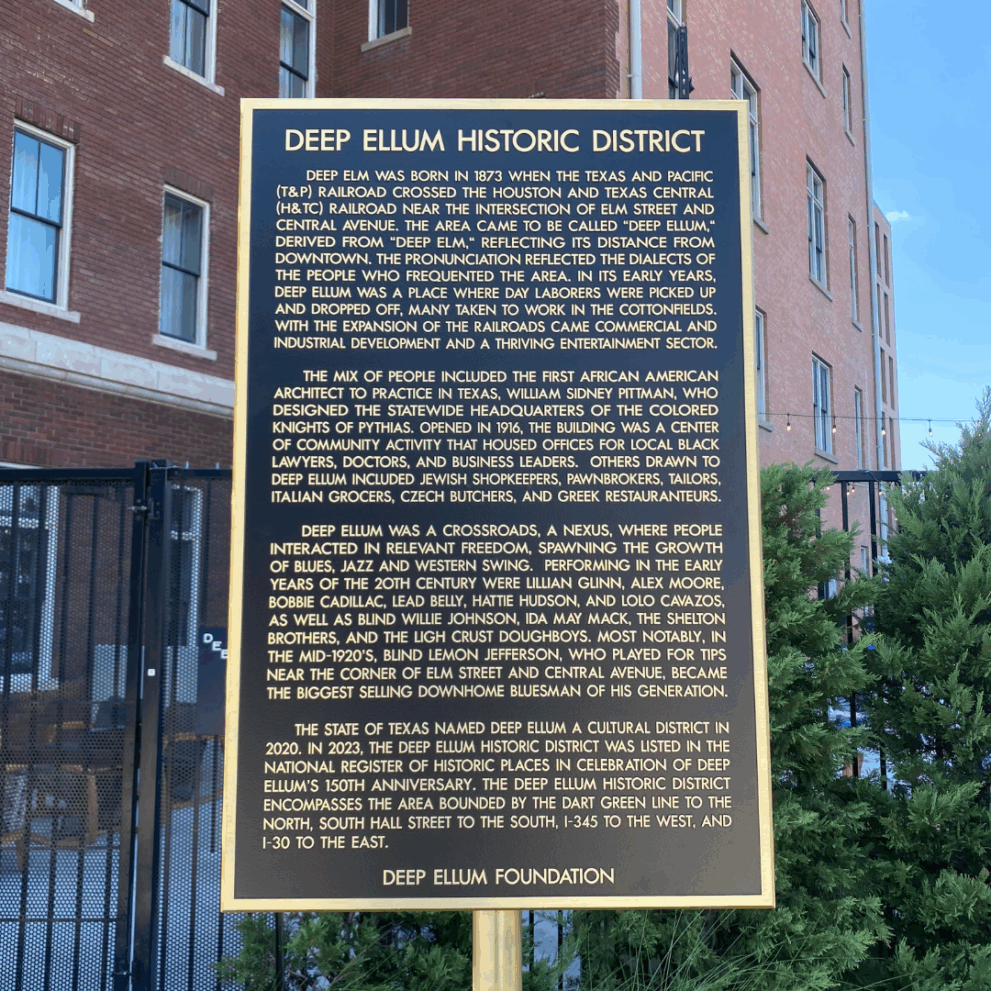 DEEP ELLUM HISTORIC DISTRICT
DEEP ELM WAS BORN IN 1873 WHEN THE TEXAS AND PACIFIC
(T&P) RAILROAD CROSSED THE HOUSTON AND TEXAS CENTRAL
(H&TC) RAILROAD NEAR THE INTERSECTION OF ELM STREET AND
CENTRAL AVENUE. THE AREA CAME TO BE CALLED "DEEP ELLUM,"
DERIVED FROM "DEEP ELM," REFLECTING ITS DISTANCE FROM
DOWNTOWN. THE PRONUNCIATION REFLECTED THE DIALECTS OF
THE PEOPLE WHO FREQUENTED THE AREA. IN ITS EARLY YEARS,
DEEP ELLUM WAS A PLACE WHERE DAY LABORERS WERE PICKED UP
AND DROPPED OFF, MANY TAKEN TO WORK IN THE COTTONFIELDS.
WITH THE EXPANSION OF THE RAILROADS CAME COMMERCIAL AND
INDUSTRIAL DEVELOPMENT AND A THRIVING ENTERTAINMENT SECTOR.
THE MIX OF PEOPLE INCLUDED THE FIRST AFRICAN AMERICAN
ARCHITECT TO PRACTICE IN TEXAS, WILLIAM SIDNEY PITTMAN, WHO
DESIGNED THE STATEWIDE HEADQUARTERS OF THE COLORED
KNIGHTS OF PYTHIAS. OPENED IN 1916, THE BUILDING WAS A CENTER
OF COMMUNITY ACTIVITY THAT HOUSED OFFICES FOR LOCAL BLACK
LAWYERS, DOCTORS, AND BUSINESS LEADERS. OTHERS DRAWN TO
DEEP ELLUM INCLUDED JEWISH SHOPKEEPERS, PAWNBROKERS, TAILORS,
ITALIAN GROCERS, CZECH BUTCHERS, AND GREEK RESTAURANTEURS.
DEEP ELLUM WAS A CROSSROADS, A NEXUS, WHERE PEOPLE
INTERACTED IN RELEVANT FREEDOM, SPAWNING THE GROWTH
OF BLUES, JAZZ AND WESTERN SWING. PERFORMING IN THE EARLY
YEARS OF THE 20TH CENTURY WERE LILLIAN GLINN, ALEX MOORE,
BOBBIE CADILLAC, LEAD BELLY, HATTIE HUDSON, AND LOLO CAVAZOS,
AS WELL AS BLIND WILLIE JOHNSON, IDA MAY MACK, THE SHELTON
BROTHERS, AND THE LIGH CRUST DOUGHBOYS. MOST NOTABLY, IN
THE MID-1920'S, BLIND LEMON JEFFERSON, WHO PLAYED FOR TIPS
NEAR THE CORNER OF ELM STREET AND CENTRAL AVENUE, BECAME
THE BIGGEST SELLING DOWNHOME BLUESMAN OF HIS GENERATION.
THE STATE OF TEXAS NAMED DEEP ELLUM A CULTURAL DISTRICT IN
2020. IN 2023, THE DEEP ELLUM HISTORIC DISTRICT WAS LISTED IN THE
NATIONAL REGISTER OF HISTORIC PLACES IN CELEBRATION OF DEEP
ELLUM'S 150TH ANNIVERSARY. THE DEEP ELLUM HISTORIC DISTRICT
ENCOMPASSES THE AREA BOUNDED BY THE DART GREEN LINE TO THE
NORTH, SOUTH HALL STREET TO THE SOUTH, I-345 TO THE WEST, AND
I-30 TO THE EAST.
DEEP ELLUM FOUNDATION